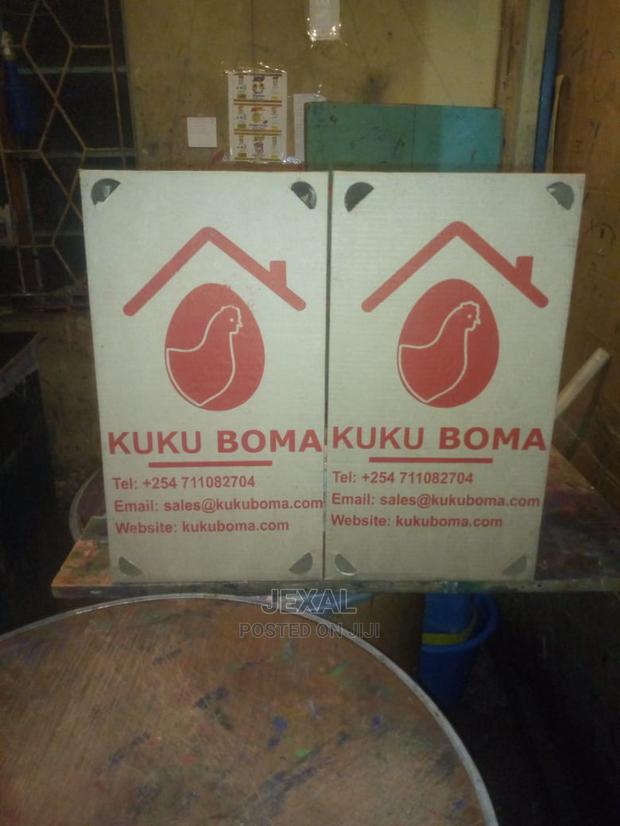 KUKU BOMA
Tel: +254 711082704
Email: sales@kukuboma.com
Website: kukuboma.com
KUKU BOMA
Tel: +254 711082704
Email: sales@kukuboma.com
Website: kukuboma.com
JEXAL
POSTED ON JIJI